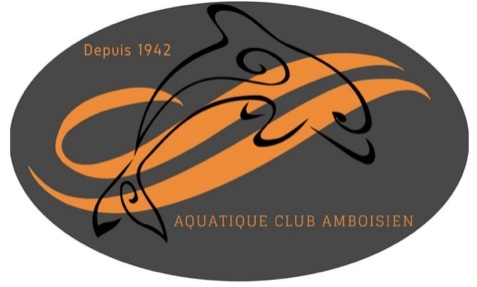 Depuis 1942
AQUATIQUE CLUB AMBOISIEN